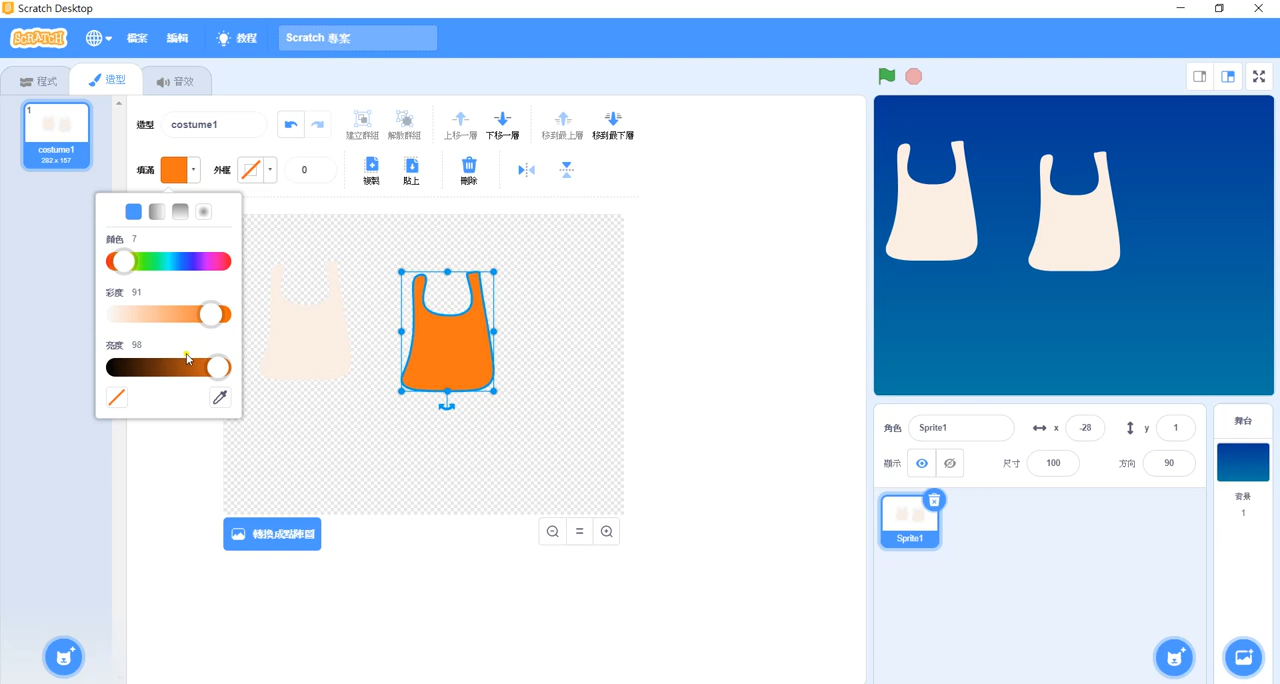 Scratch Desktop
SCRATCH
檔案
編輯
教程
Scratch 專案
程式
造型
音效
1
costume1
282 x 157
造型
costume1
建立群組
解散群組
上移一層
下移一層
移到最上層
移到最下層
填滿
外框
0
複製
貼上
刪除
顏色 7
彩度 91
亮度 98
轉換成點陣圖
角色
Sprite1
x
-28
y
1
顯示
尺寸
100
方向
90
Sprite1
舞台
背景
1